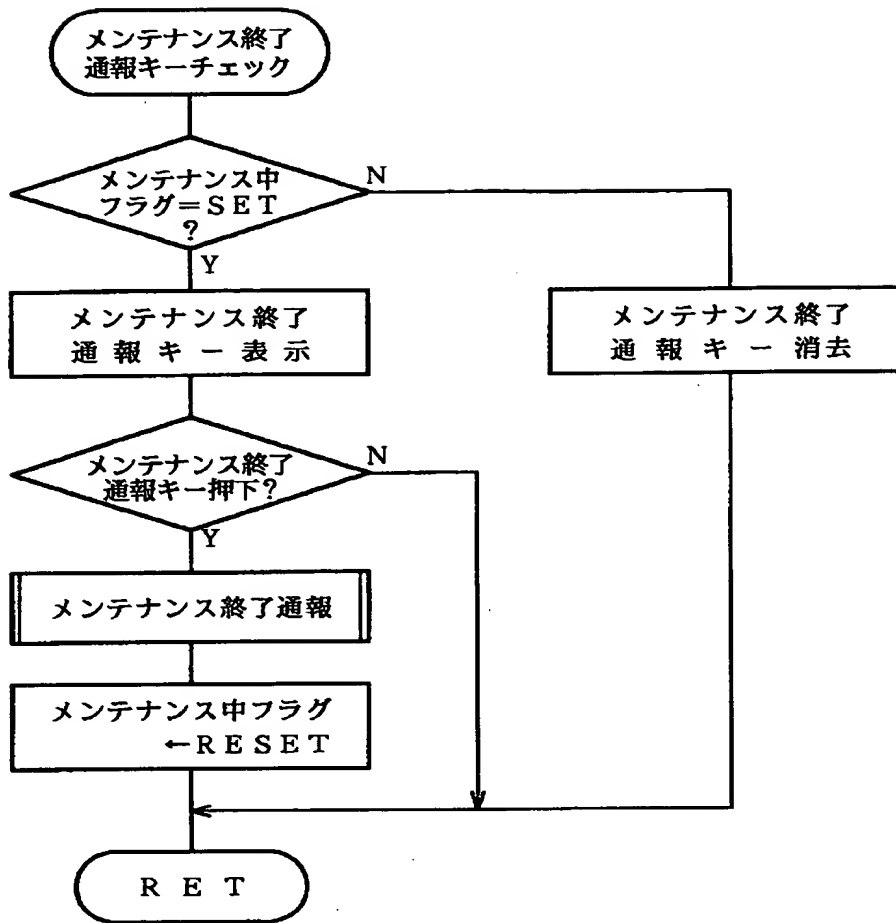 メンテナンス終了
通報キーチェック
メンテナンス中
フラグ＝ＳＥＴ
？
N
Y
メンテナンス終了
通報キー表示
メンテナンス終了
通報キー消去
メンテナンス終了
通報キー押下？
N
Y
メンテナンス終了通報
メンテナンス中フラグ
←ＲＥＳＥＴ
ＲＥＴ